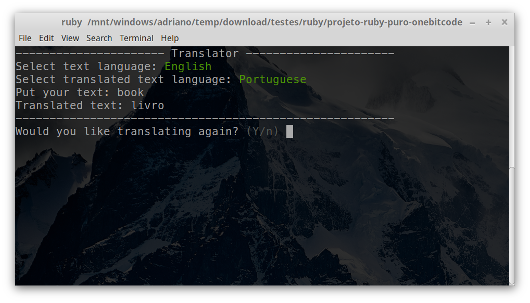 ruby /mnt/windows/adriano/temp/download/testes/ruby/projeto-ruby-puro-onebitcode
File Edit View Search Terminal Help
---------------------- Translator ----------------------
Select text language: English
Select translated text language: Portuguese
Put your text: book
Translated text: livro
--------------------------------------------------------
Would you like translating again? (Y/n)